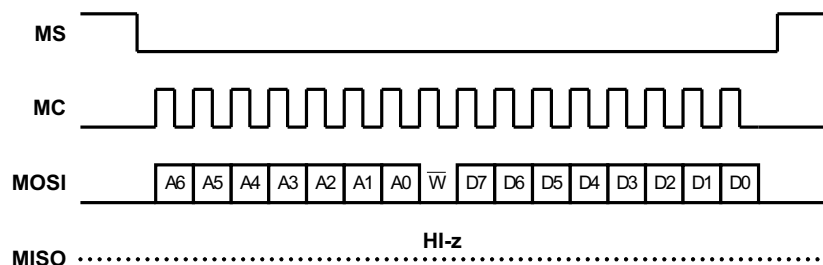 MS
MC
MOSI A6 A5 A4 A3 A2 A1 A0 W̅ D7 D6 D5 D4 D3 D2 D1 D0
HI-z
MISO